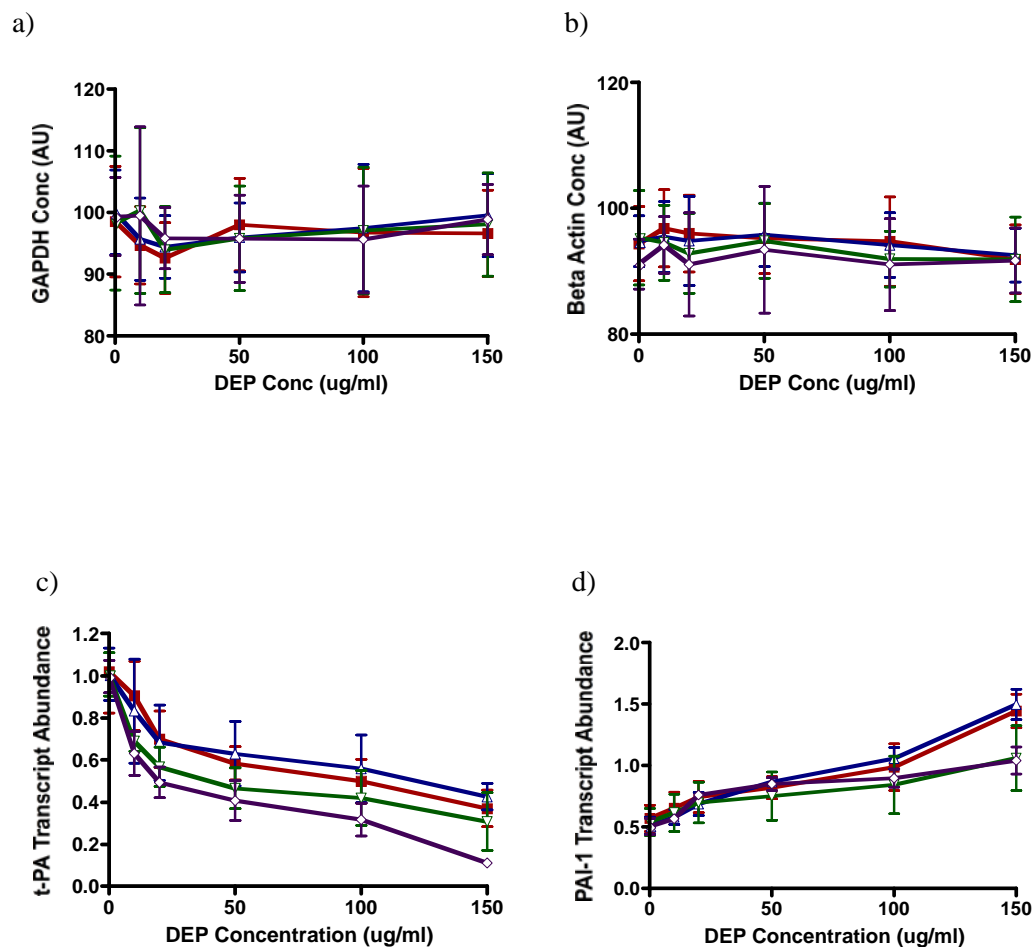 a)
GAPDH Conc (AU)
120
110
100
90
80
0 50 100 150
DEP Conc (ug/ml)
b)
Beta Actin Conc (AU)
120
100
80
0 50 100 150
DEP Conc (ug/ml)
c)
t-PA Transcript Abundance
1.2
1.0
0.8
0.6
0.4
0.2
0.0
0 50 100 150
DEP Concentration (ug/ml)
d)
PAI-1 Transcript Abundance
2.0
1.5
1.0
0.5
0.0
0 50 100 150
DEP Concentration (ug/ml)